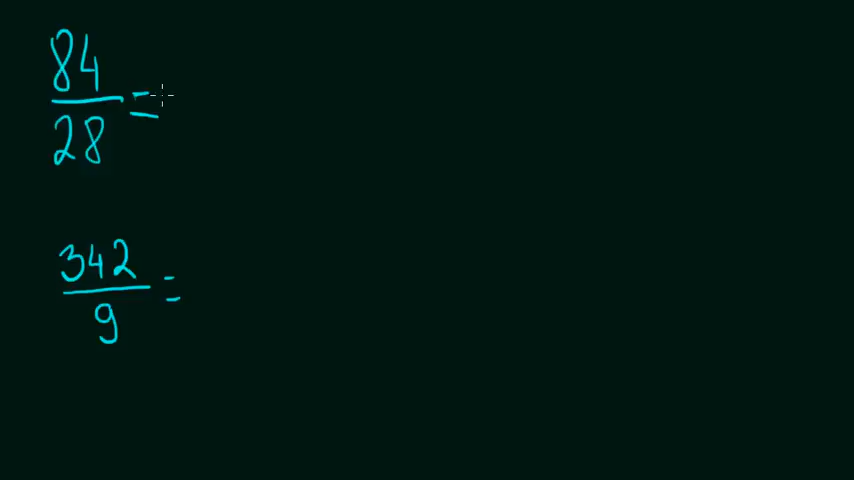 84
28 =
342
9 =